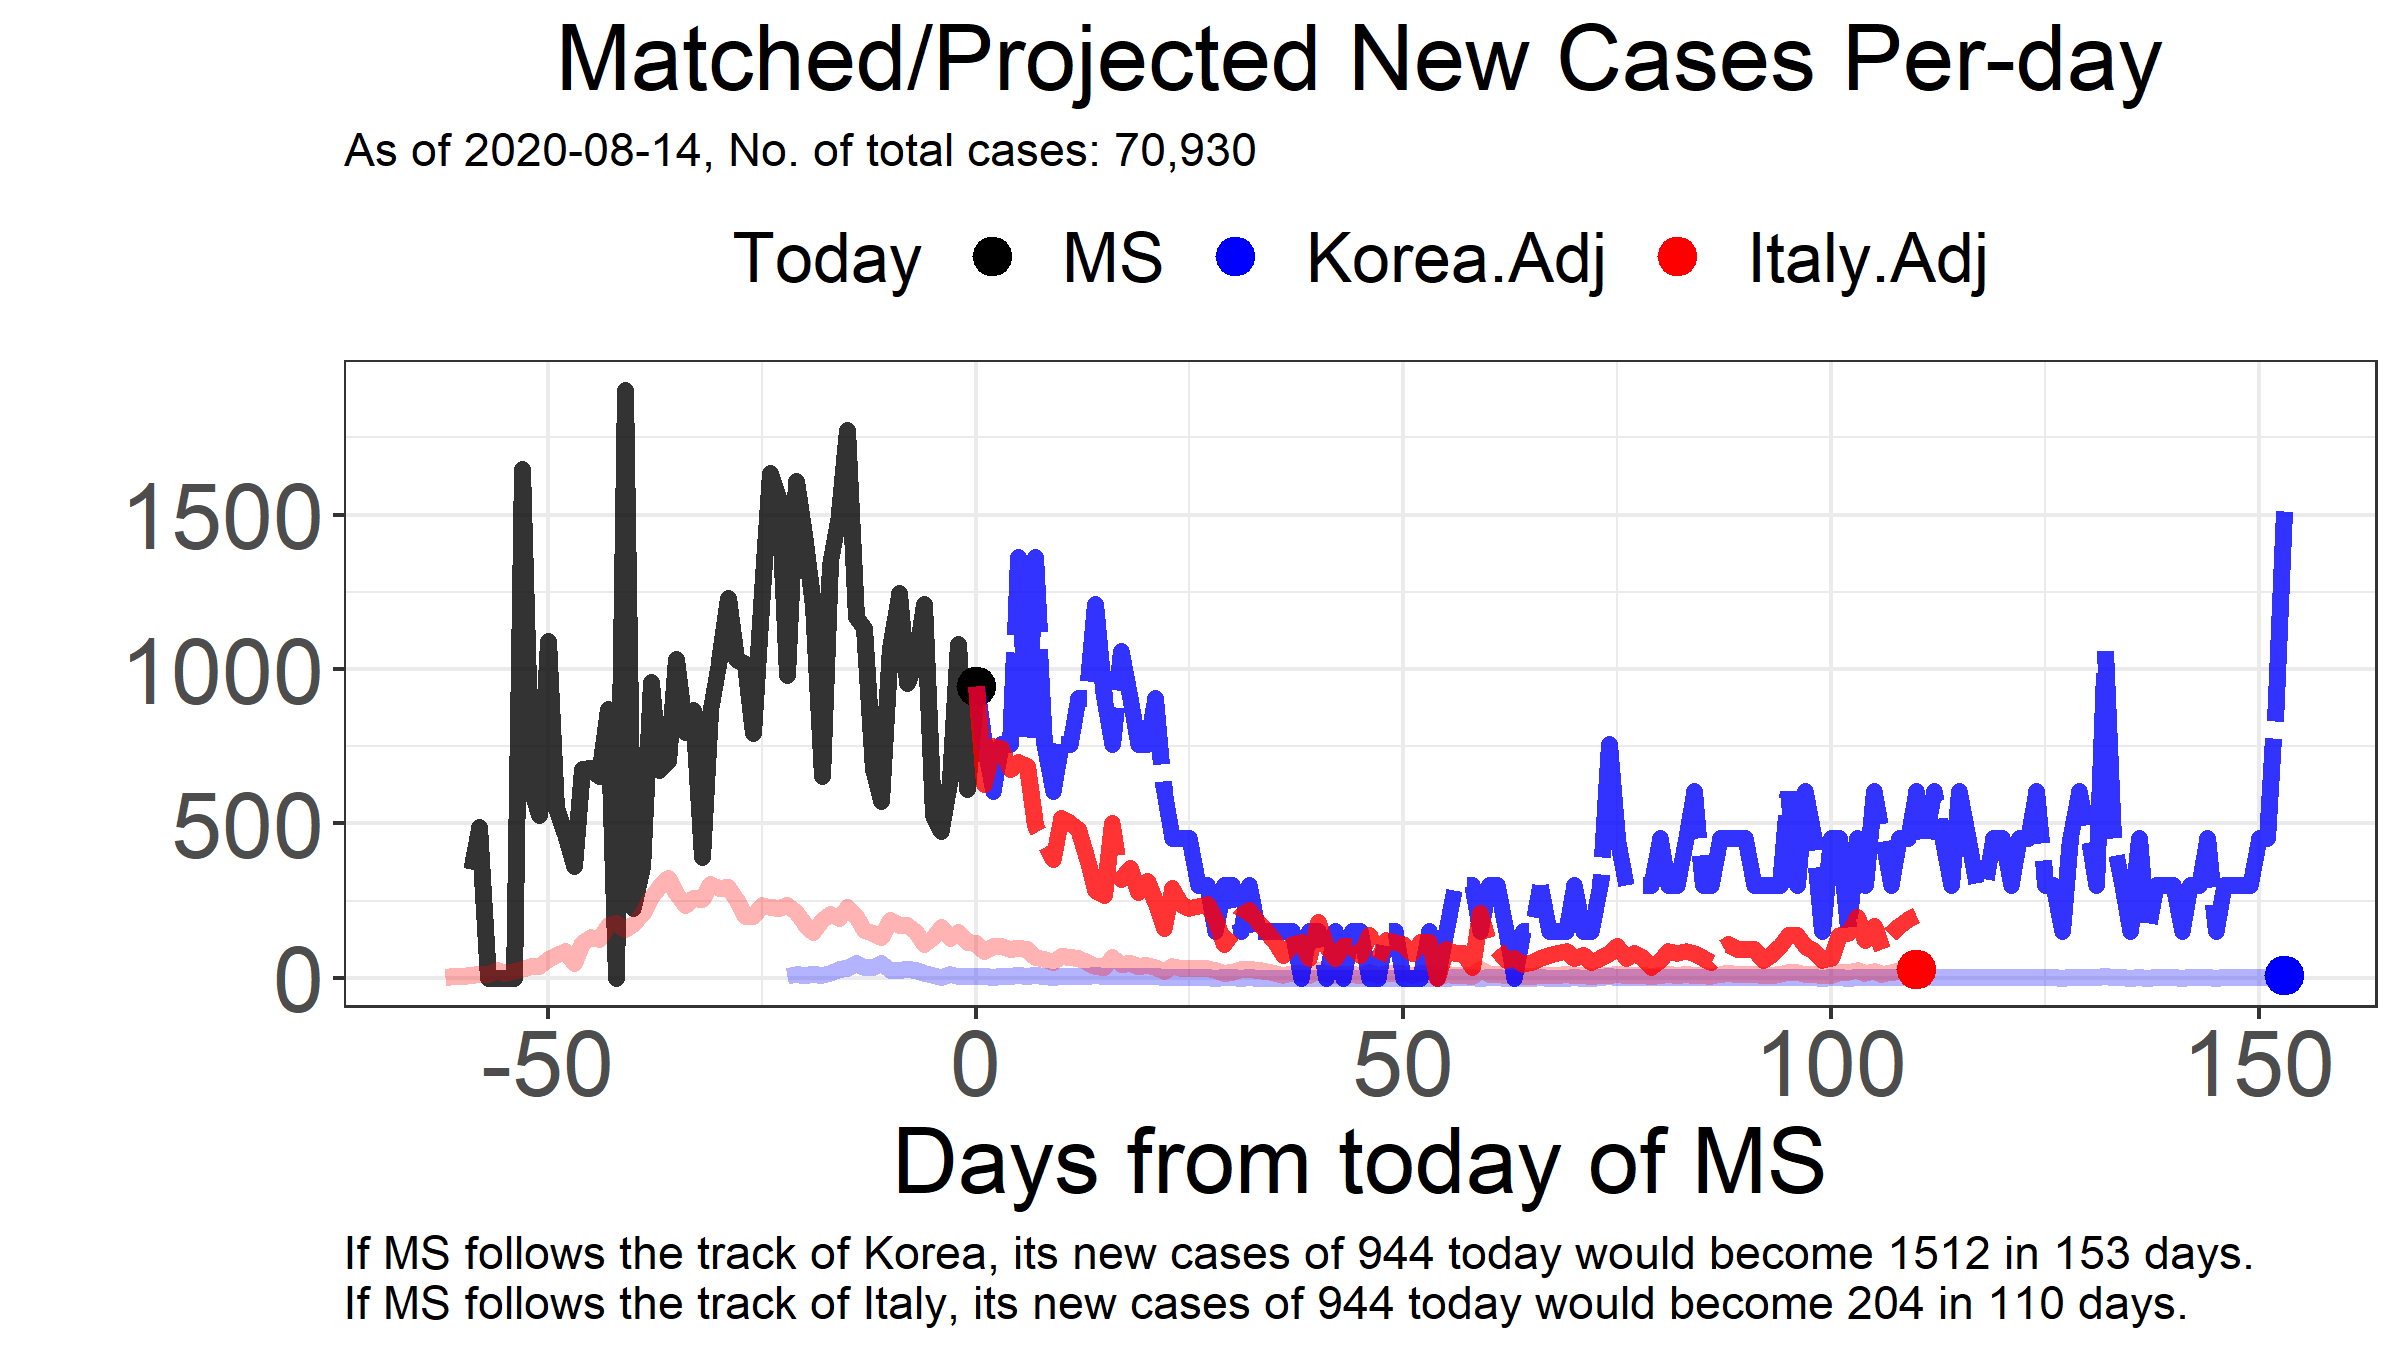 Matched/Projected New Cases Per-day
As of 2020-08-14, No. of total cases: 70,930
Today MS Korea.Adj Italy.Adj
1500
1000
500
0
-50 0 50 100 150
Days from today of MS
If MS follows the track of Korea, its new cases of 944 today would become 1512 in 153 days.
If MS follows the track of Italy, its new cases of 944 today would become 204 in 110 days.